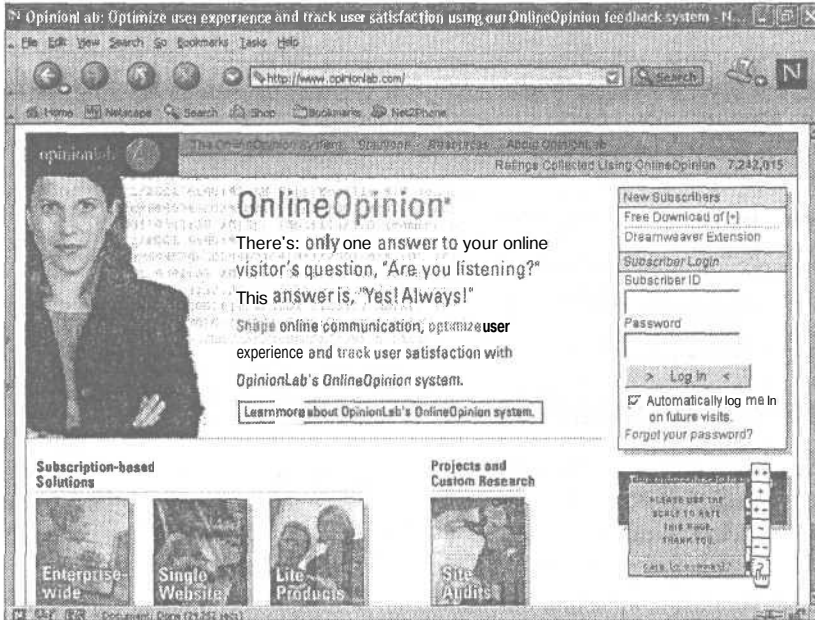 OpinionLab: Optimize user experience and track user satisfaction using our OnlineOpinion feedback system - N...
File Edit View Search Go Bookmarks Tasks Help
http://www.opinionlab.com/
Search
Home My Netscape Search Shop Bookmarks Net2Phone
opinionlab
The OnlineOpinion System Solutions Resources About OpinionLab
Ratings Collected Using OnlineOpinion 7,242,015
OnlineOpinion
There's: only one answer to your online
visitor's question, "Are you listening?"
This answer is, "Yes! Always!"
Shape online communication, optimize user
experience and track user satisfaction with
OpinionLab's OnlineOpinion system.
Learn more about OpinionLab's OnlineOpinion system.
New Subscribers
Free Download of [+]
Dreamweaver Extension
Subscriber Login
Subscriber ID
Password
> Log In <
Automatically log me in
on future visits.
Forgot your password?
Subscription-based
Solutions
Enterprise-
wide
Single
Website
Lite
Products
Projects and
Custom Research
Site
Audits
PLEASE USE THE
SCALE TO RATE
THIS PAGE.
THANK YOU.
Care to comment?
++
+
+-
-
--
Document: Done